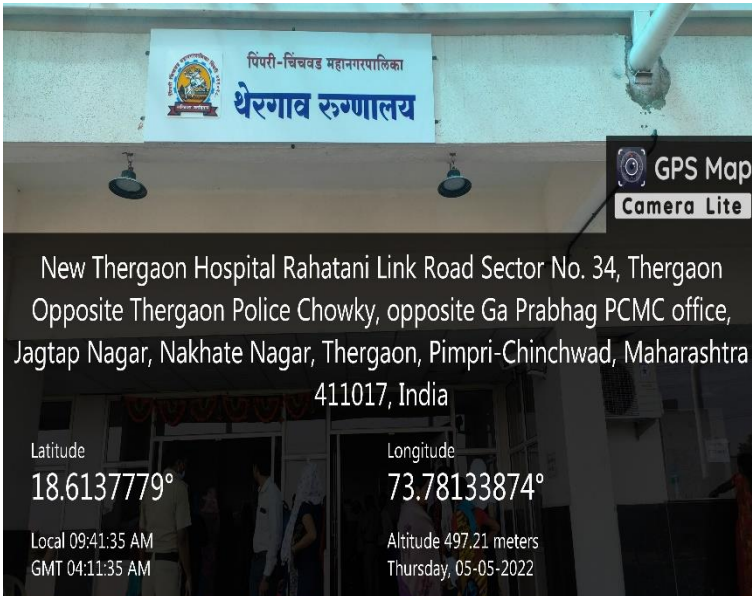 पिंपरी-चिंचवड महानगरपालिका
थेरगाव रुग्णालय
GPS Map
Camera Lite
New Thergaon Hospital Rahatani Link Road Sector No. 34, Thergaon
Opposite Thergaon Police Chowky, opposite Ga Prabhag PCMC office,
Jagtap Nagar, Nakhate Nagar, Thergaon, Pimpri-Chinchwad, Maharashtra
411017, India
Latitude
18.6137779°
Longitude
73.78133874°
Local 09:41:35 AM
GMT 04:11:35 AM
Altitude 497.21 meters
Thursday, 05-05-2022